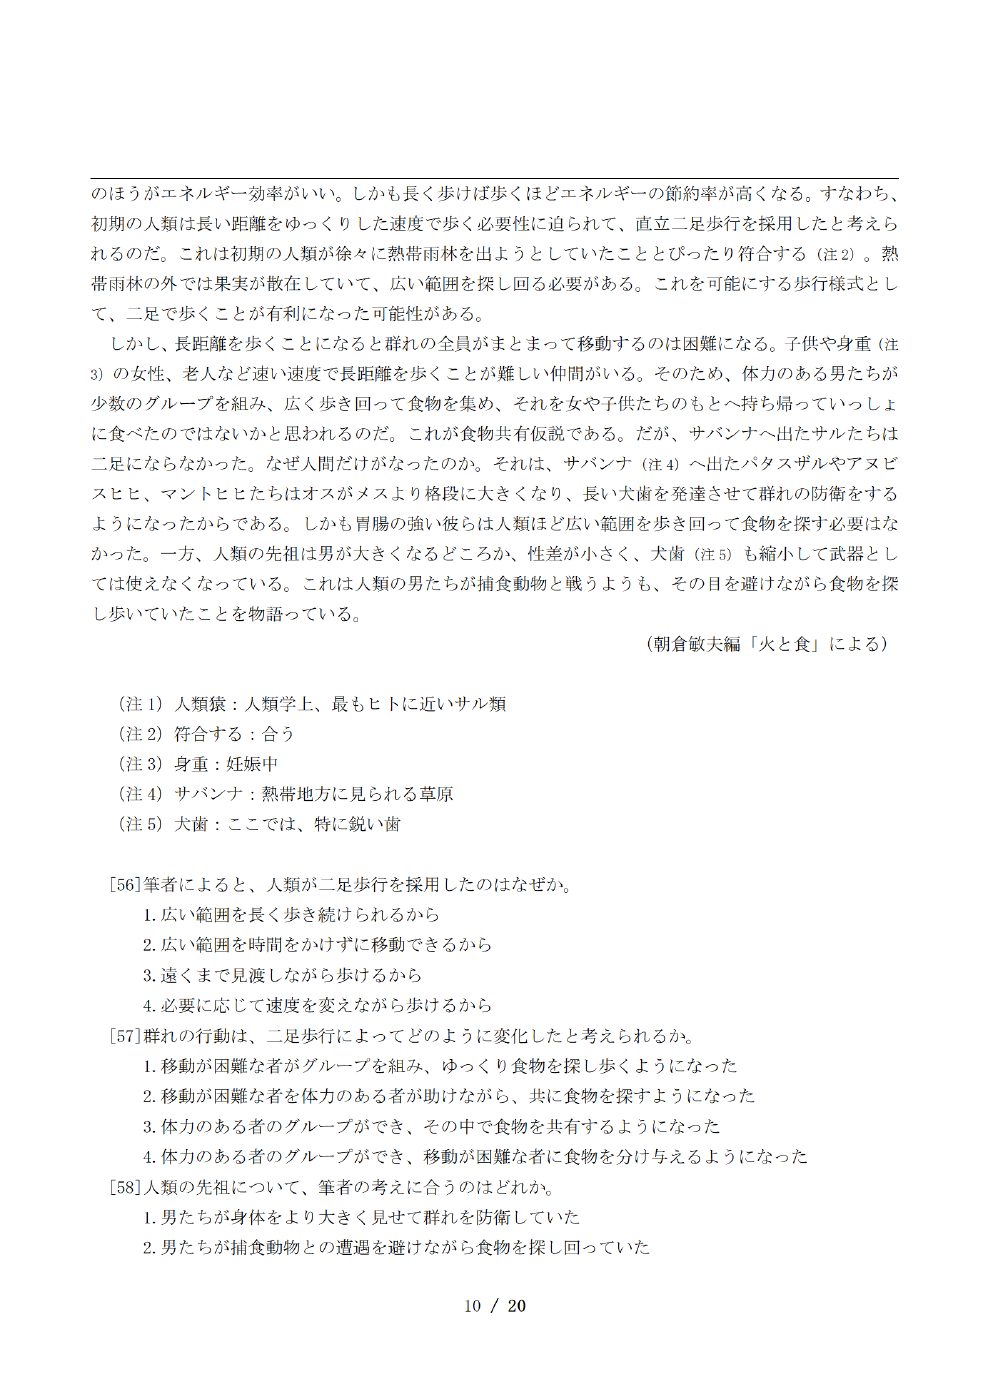 のほうがエネルギー効率がいい。しかも長く歩けば歩くほどエネルギーの節約率が高くなる。すなわち、
初期の人類は長い距離をゆっくりした速度で歩く必要性に迫られて、直立二足歩行を採用したと考えら
れるのだ。これは初期の人類が徐々に熱帯雨林を出ようとしていたこととぴったり符合する（注2）。熱
帯雨林の外では果実が散在していて、広い範囲を探し回る必要がある。これを可能にする歩行様式とし
て、二足で歩くことが有利になった可能性がある。
しかし、長距離を歩くことになると群れの全員がまとまって移動するのは困難になる。子供や身重（注
3）の女性、老人など速い速度で長距離を歩くことが難しい仲間がいる。そのため、体力のある男たちが
少数のグループを組み、広く歩き回って食物を集め、それを女や子供たちのもとへ持ち帰っていっしょ
に食べたのではないかと思われるのだ。これが食物共有仮説である。だが、サバンナへ出たサルたちは
二足にならなかった。なぜ人間だけがなったのか。それは、サバンナ（注4）へ出たパタスザルやアヌビ
スヒヒ、マントヒヒたちはオスがメスより格段に大きくなり、長い犬歯を発達させて群れの防衛をする
ようになったからである。しかも胃腸の強い彼らは人類ほど広い範囲を歩き回って食物を探す必要はな
かった。一方、人類の先祖は男が大きくなるどころか、性差が小さく、犬歯（注5）も縮小して武器とし
ては使えなくなっている。これは人類の男たちが捕食動物と戦うようも、その目を避けながら食物を探
し歩いていたことを物語っている。
（朝倉敏夫編「火と食」による）
（注1）人類猿：人類学上、最もヒトに近いサル類
（注2）符合する：合う
（注3）身重：妊娠中
（注4）サバンナ：熱帯地方に見られる草原
（注5）犬歯：ここでは、特に鋭い歯
[56]筆者によると、人類が二足歩行を採用したのはなぜか。
1.広い範囲を長く歩き続けられるから
2.広い範囲を時間をかけずに移動できるから
3.遠くまで見渡しながら歩けるから
4.必要に応じて速度を変えながら歩けるから
[57]群れの行動は、二足歩行によってどのように変化したと考えられるか。
1.移動が困難な者がグループを組み、ゆっくり食物を探し歩くようになった
2.移動が困難な者を体力のある者が助けながら、共に食物を探すようになった
3.体力のある者のグループができ、その中で食物を共有するようになった
4.体力のある者のグループができ、移動が困難な者に食物を分け与えるようになった
[58]人類の先祖について、筆者の考えに合うのはどれか。
1.男たちが身体をより大きく見せて群れを防衛していた
2.男たちが捕食動物との遭遇を避けながら食物を探し回っていた
10 / 20